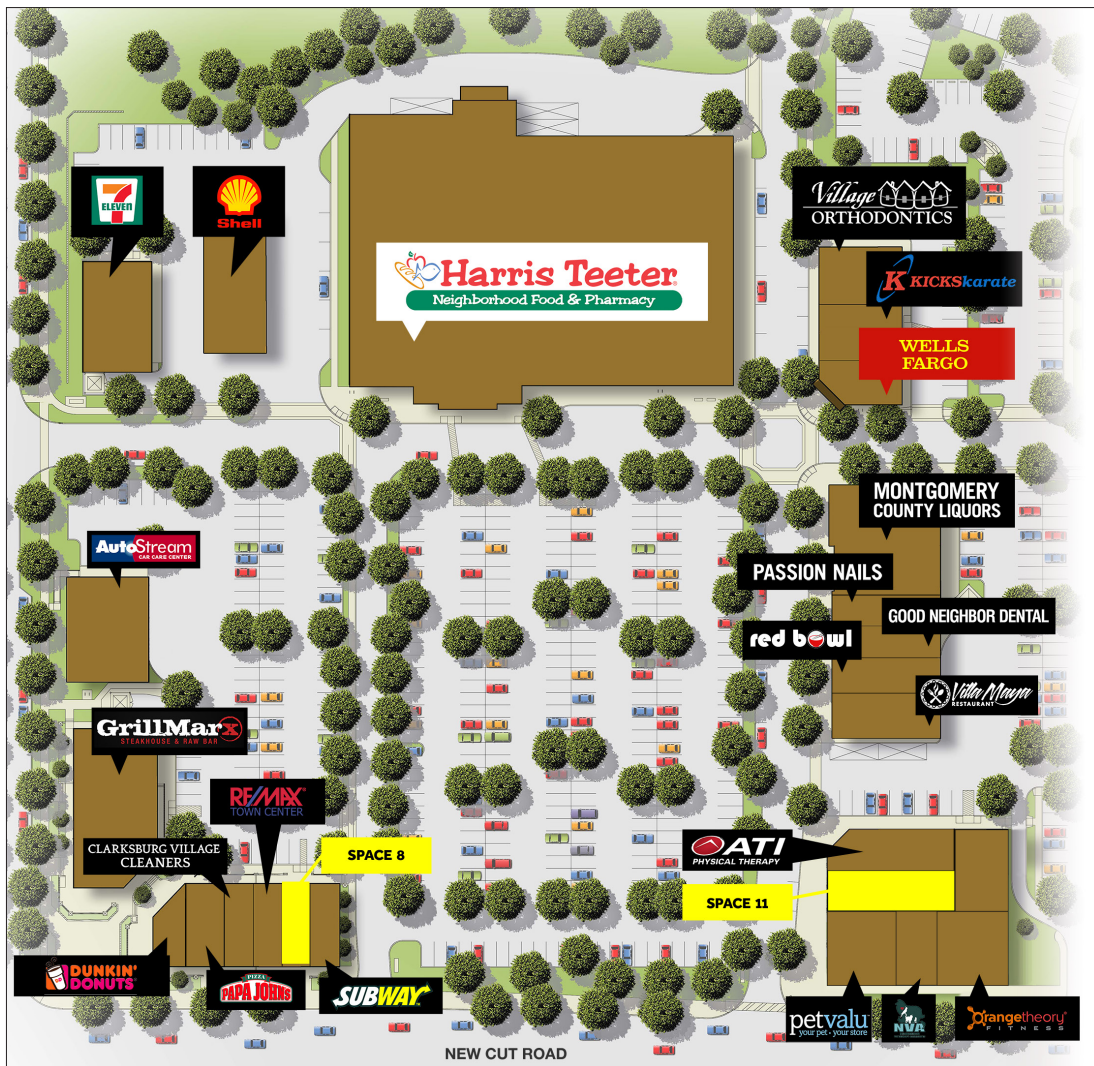 7
ELEVEN
Shell
Harris Teeter
Neighborhood Food & Pharmacy
Village
ORTHODONTICS
K KICKSkarate
WELLS
FARGO
MONTGOMERY
COUNTY LIQUORS
AutoStream
CAR CARE CENTER
PASSION NAILS
GOOD NEIGHBOR DENTAL
red bowl
Villa Maya
RESTAURANT
GrillMarx
STEAKHOUSE & RAW BAR
RE/MAX
TOWN CENTER
CLARKSBURG VILLAGE
CLEANERS
SPACE 8
ATI
PHYSICAL THERAPY
SPACE 11
DUNKIN'
DONUTS
PIZZA
PAPA JOHNS
SUBWAY
petvalu
your pet • your store
NVA
Orangetheory
FITNESS
NEW CUT ROAD